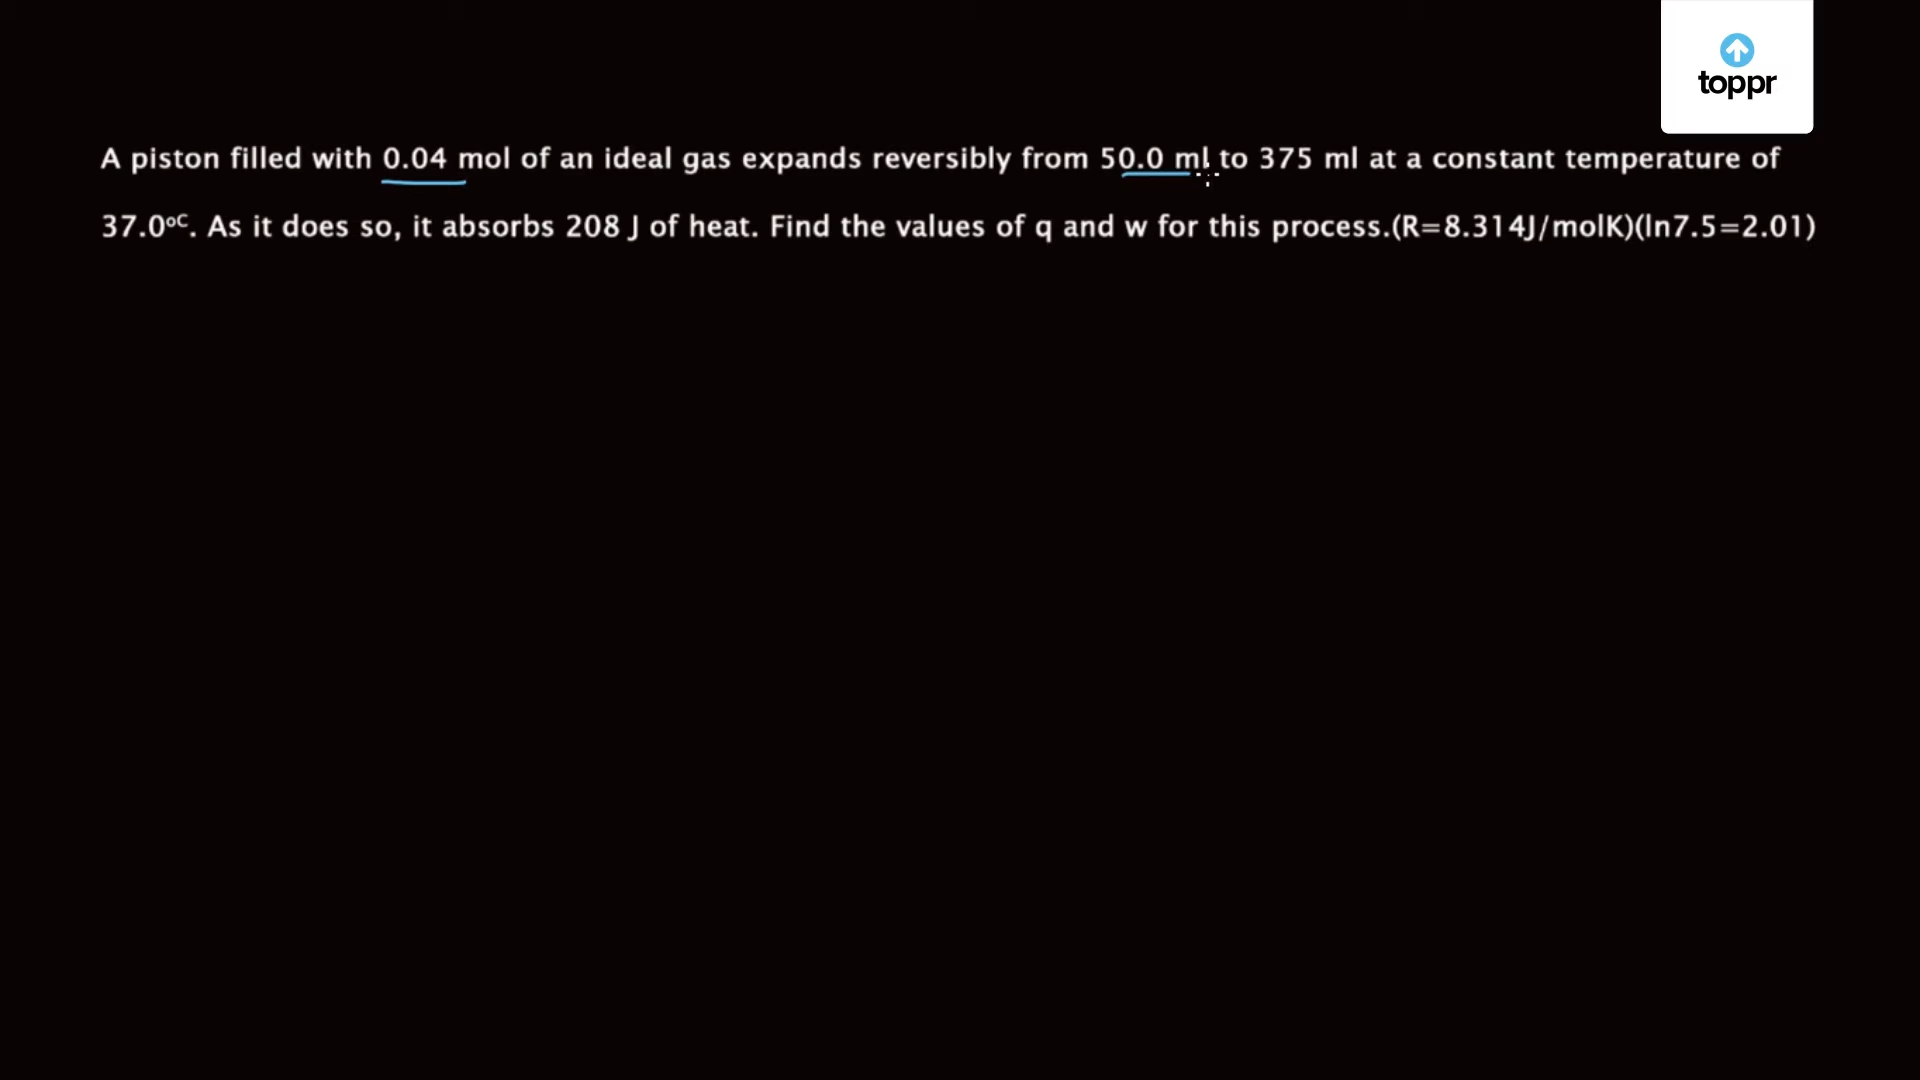 toppr
A piston filled with 0.04 mol of an ideal gas expands reversibly from 50.0 ml to 375 ml at a constant temperature of
37.0ᵒᶜ. As it does so, it absorbs 208 J of heat. Find the values of q and w for this process.(R=8.314J/molK)(ln7.5=2.01)